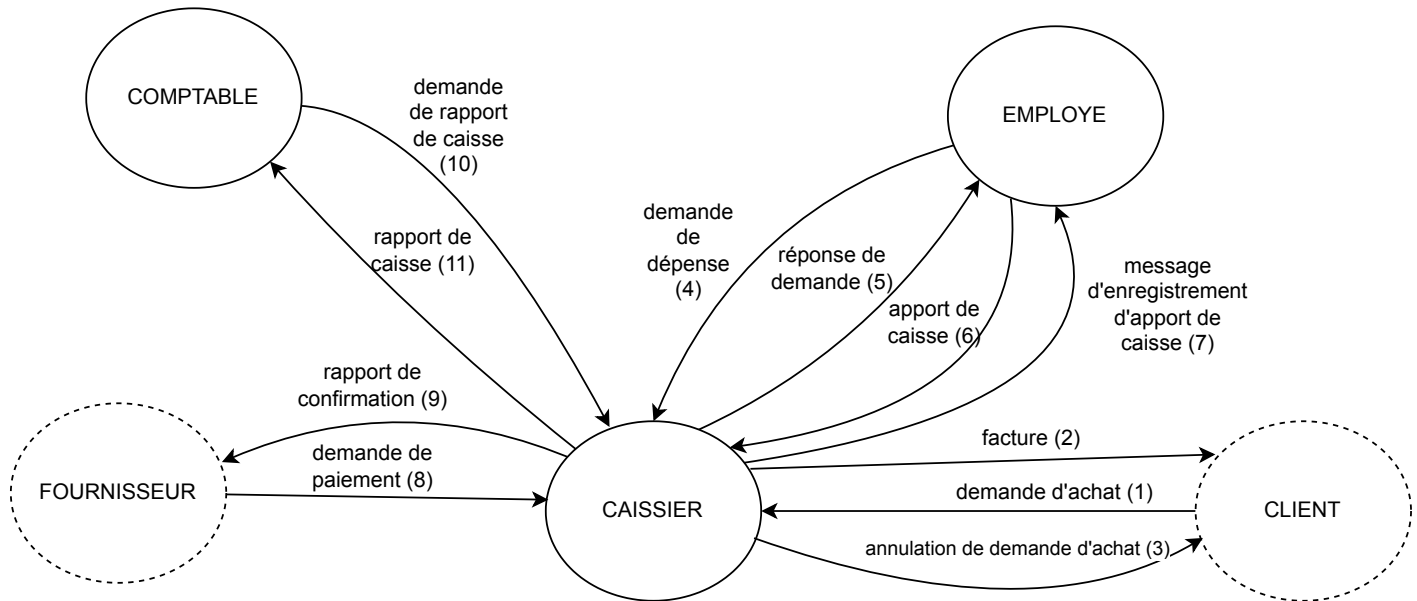 COMPTABLE
demande
de rapport
de caisse
(10)
EMPLOYE
rapport de
caisse (11)
demande
de
dépense
(4)
réponse de
demande (5)
apport de
caisse (6)
message
d'enregistrement
d'apport de
caisse (7)
rapport de
confirmation (9)
demande de
paiement (8)
FOURNISSEUR
CAISSIER
facture (2)
demande d'achat (1)
CLIENT
annulation de demande d'achat (3)